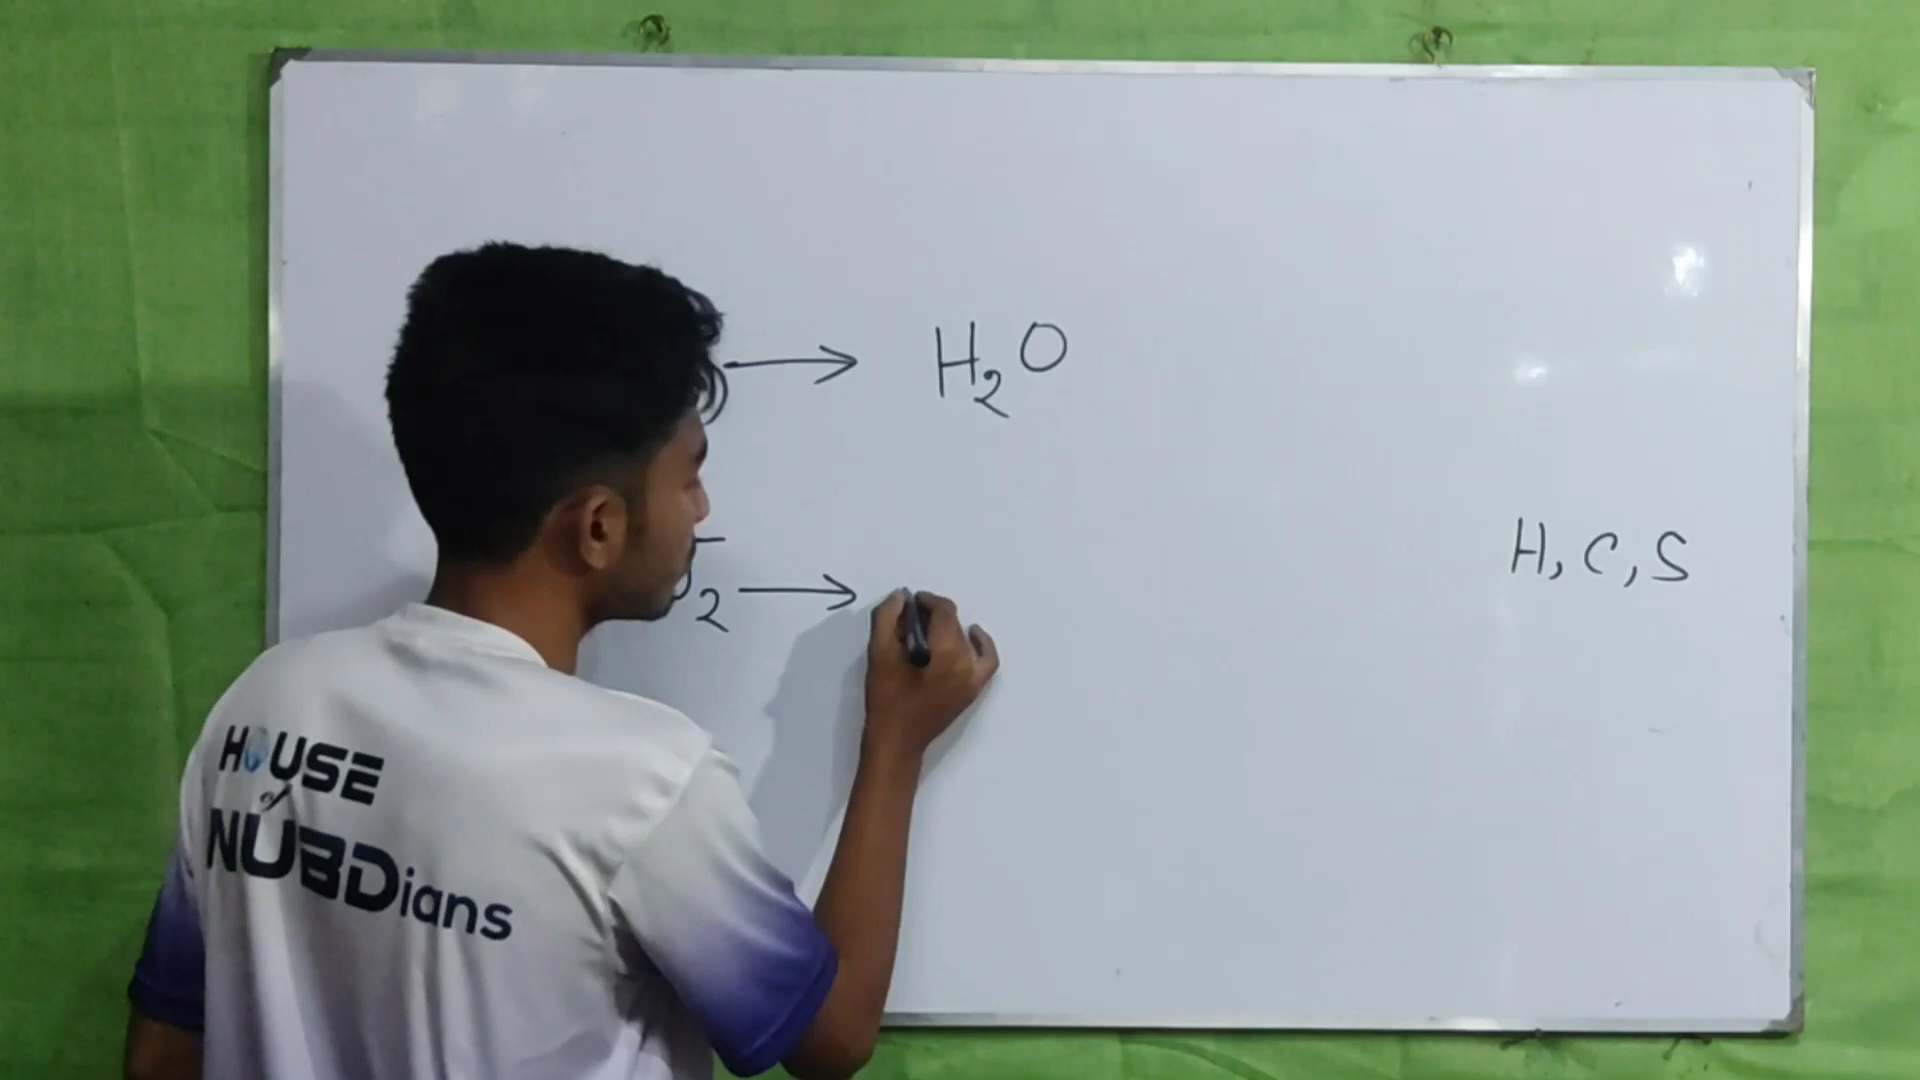 → H₂O
₂ →
H, C, S
HOUSE
of
NUBDians